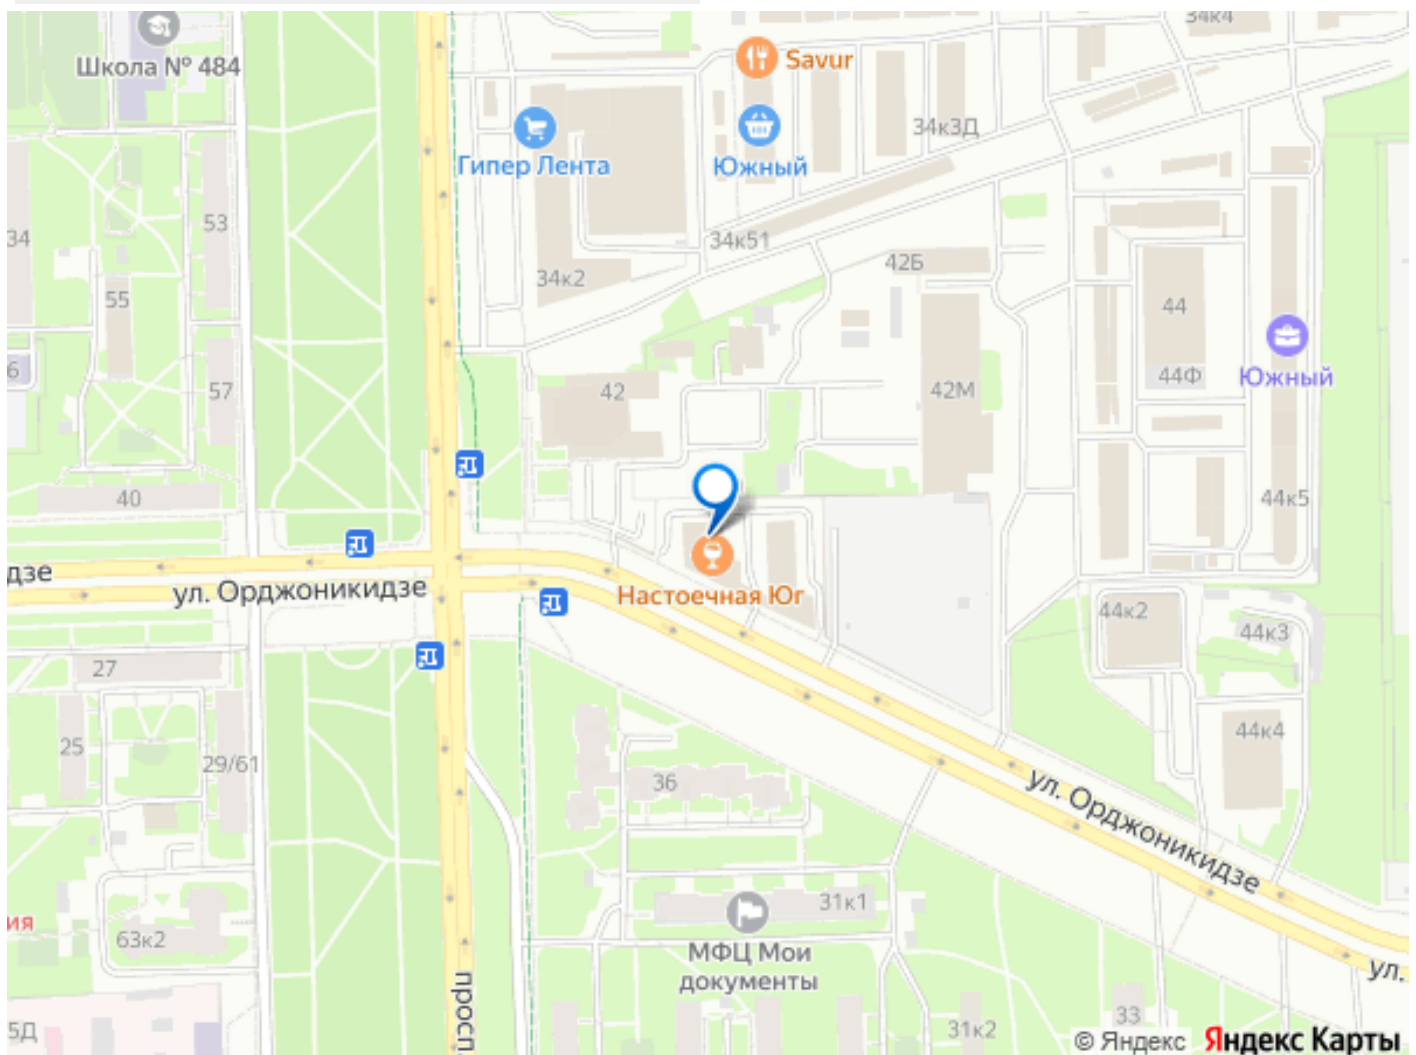 34к4
Школа № 484
Savur
34к3Д
Гипер Лента
Южный
53
34
34к51
42Б
34к2
55
44
6
57
42
42М
44Ф
Южный
40
44к5
дзе
ул. Орджоникидзе
Настоечная Юг
44к2
44к3
27
25
29/61
36
44к4
ул. Орджоникидзе
31к1
ия
63к2
МФЦ Мои
документы
просп
ул.
5Д
31к2
33
© Яндекс
Яндекс Карты